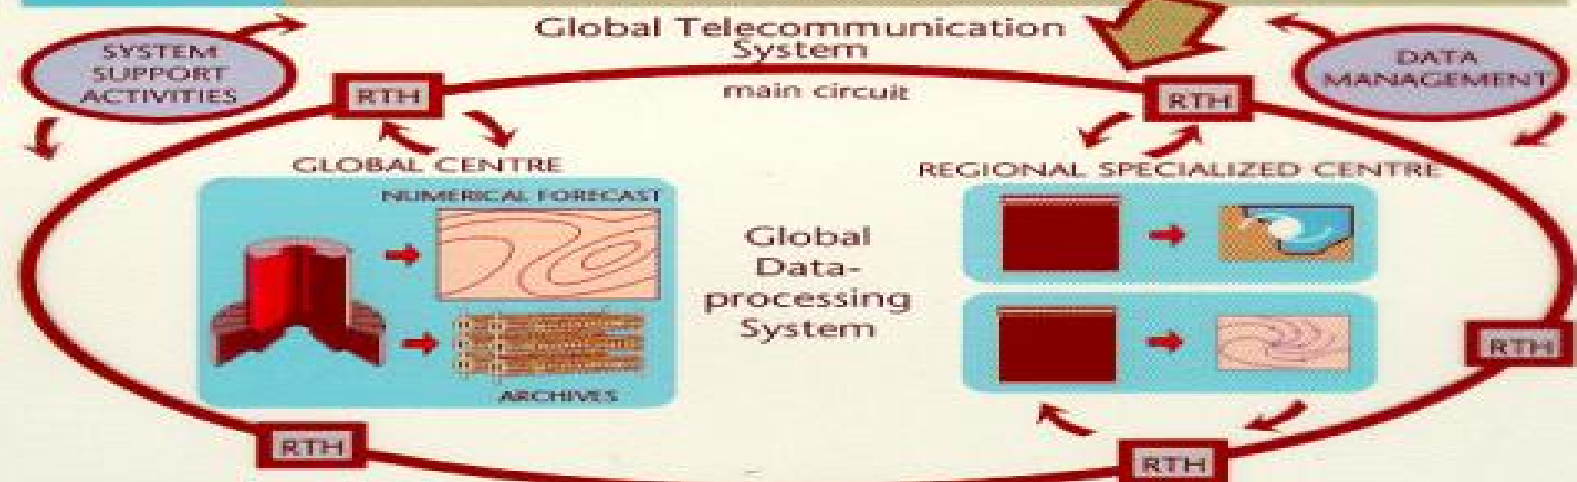 Global Telecommunication
System
main circuit
SYSTEM
SUPPORT
ACTIVITIES
DATA
MANAGEMENT
RTH
RTH
GLOBAL CENTRE
NUMERICAL FORECAST
ARCHIVES
Global
Data-
processing
System
REGIONAL SPECIALIZED CENTRE
RTH
RTH
RTH